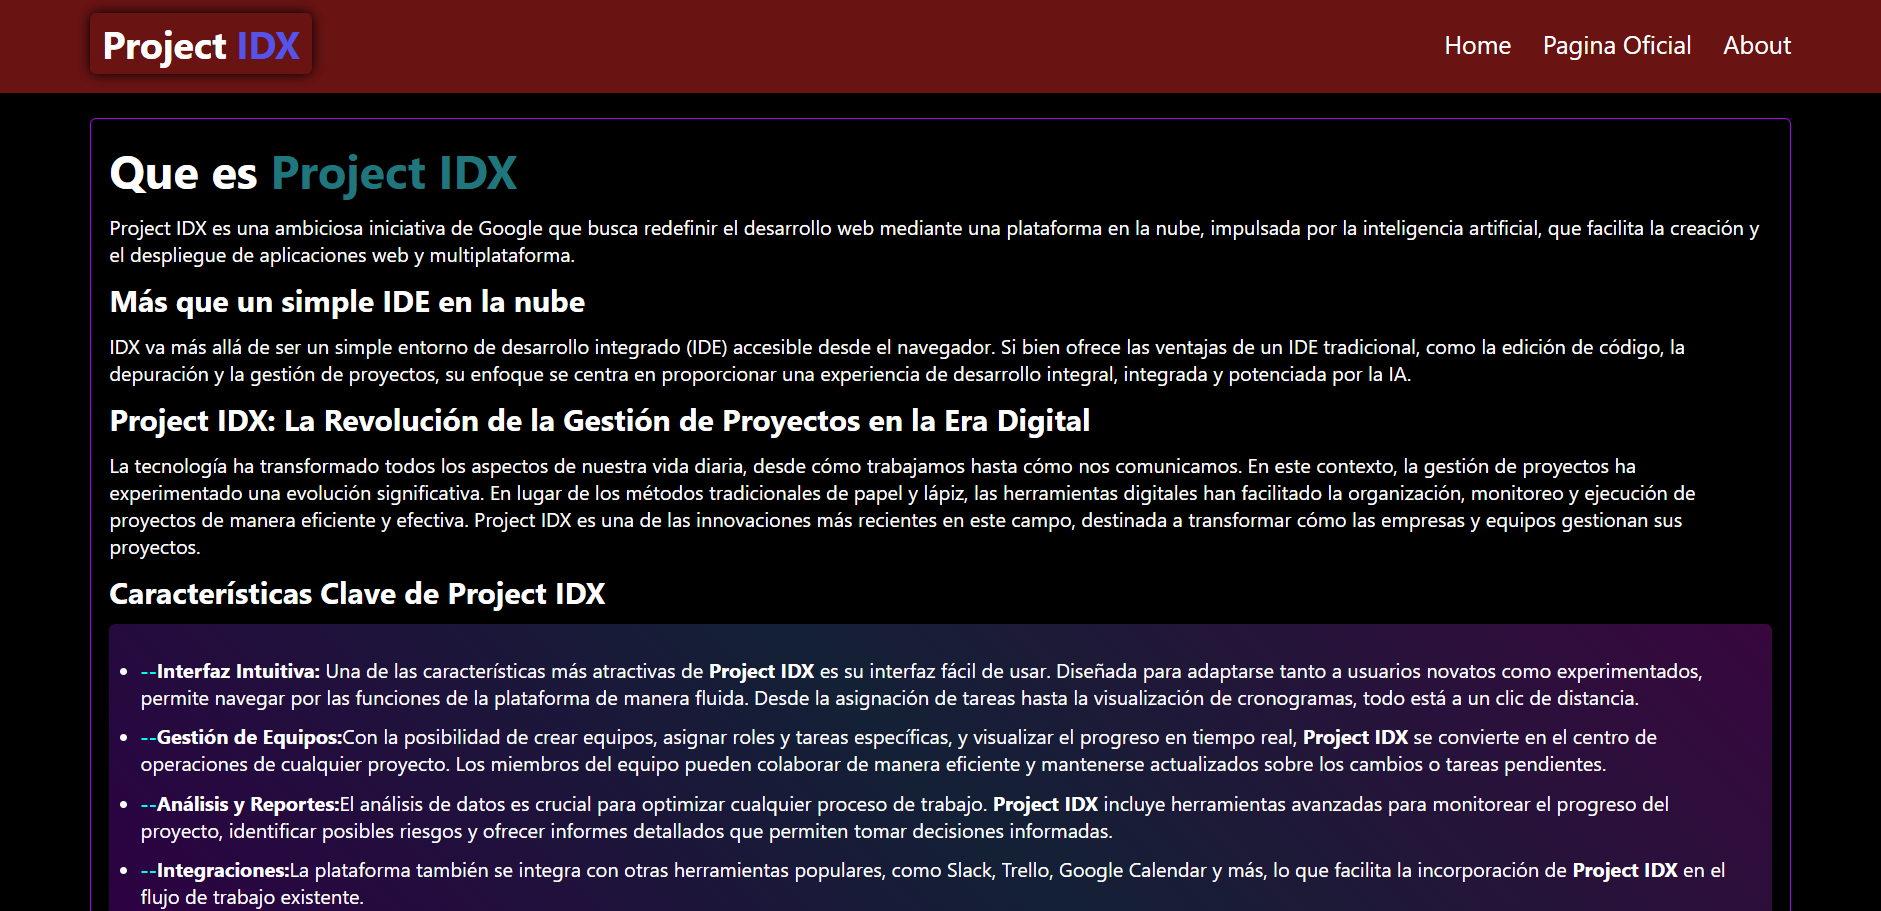 Project IDX
Home Pagina Oficial About
Que es Project IDX
Project IDX es una ambiciosa iniciativa de Google que busca redefinir el desarrollo web mediante una plataforma en la nube, impulsada por la inteligencia artificial, que facilita la creación y
el despliegue de aplicaciones web y multiplataforma.
Más que un simple IDE en la nube
IDX va más allá de ser un simple entorno de desarrollo integrado (IDE) accesible desde el navegador. Si bien ofrece las ventajas de un IDE tradicional, como la edición de código, la
depuración y la gestión de proyectos, su enfoque se centra en proporcionar una experiencia de desarrollo integral, integrada y potenciada por la IA.
Project IDX: La Revolución de la Gestión de Proyectos en la Era Digital
La tecnología ha transformado todos los aspectos de nuestra vida diaria, desde cómo trabajamos hasta cómo nos comunicamos. En este contexto, la gestión de proyectos ha
experimentado una evolución significativa. En lugar de los métodos tradicionales de papel y lápiz, las herramientas digitales han facilitado la organización, monitoreo y ejecución de
proyectos de manera eficiente y efectiva. Project IDX es una de las innovaciones más recientes en este campo, destinada a transformar cómo las empresas y equipos gestionan sus
proyectos.
Características Clave de Project IDX
• --Interfaz Intuitiva: Una de las características más atractivas de Project IDX es su interfaz fácil de usar. Diseñada para adaptarse tanto a usuarios novatos como experimentados,
permite navegar por las funciones de la plataforma de manera fluida. Desde la asignación de tareas hasta la visualización de cronogramas, todo está a un clic de distancia.
• --Gestión de Equipos:Con la posibilidad de crear equipos, asignar roles y tareas específicas, y visualizar el progreso en tiempo real, Project IDX se convierte en el centro de
operaciones de cualquier proyecto. Los miembros del equipo pueden colaborar de manera eficiente y mantenerse actualizados sobre los cambios o tareas pendientes.
• --Análisis y Reportes:El análisis de datos es crucial para optimizar cualquier proceso de trabajo. Project IDX incluye herramientas avanzadas para monitorear el progreso del
proyecto, identificar posibles riesgos y ofrecer informes detallados que permiten tomar decisiones informadas.
• --Integraciones:La plataforma también se integra con otras herramientas populares, como Slack, Trello, Google Calendar y más, lo que facilita la incorporación de Project IDX en el
flujo de trabajo existente.